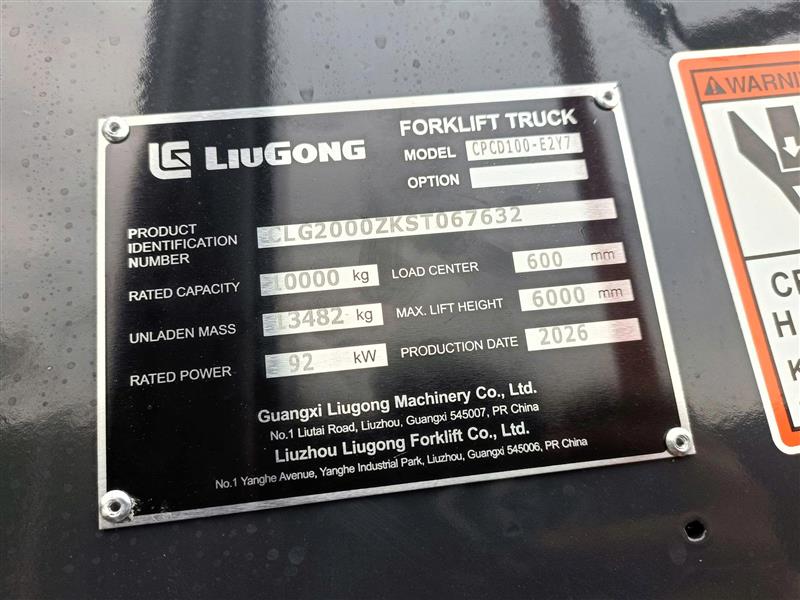 LG LIUGONG
FORKLIFT TRUCK
MODEL CPCD100-E2Y7
OPTION
PRODUCT
IDENTIFICATION
NUMBER
CLG2000ZKST067632
RATED CAPACITY 10000 kg
LOAD CENTER 600 mm
UNLADEN MASS 13482 kg
MAX. LIFT HEIGHT 6000 mm
RATED POWER 92 kW
PRODUCTION DATE 2026
Guangxi Liugong Machinery Co., Ltd.
No.1 Liutai Road, Liuzhou, Guangxi 545007, PR China
Liuzhou Liugong Forklift Co., Ltd.
No.1 Yanghe Avenue, Yanghe Industrial Park, Liuzhou, Guangxi 545006, PR China
WARNING